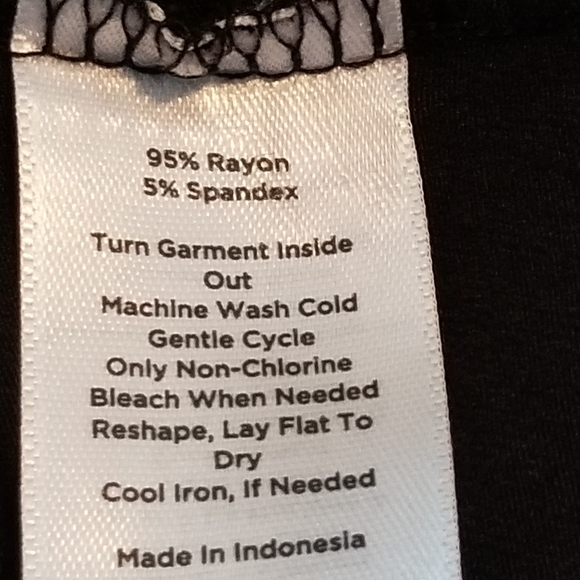 95% Rayon
5% Spandex
Turn Garment Inside
Out
Machine Wash Cold
Gentle Cycle
Only Non-Chlorine
Bleach When Needed
Reshape, Lay Flat To
Dry
Cool Iron, If Needed
Made In Indonesia